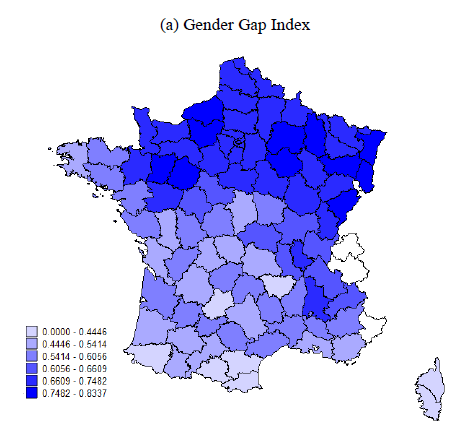 (a) Gender Gap Index
0.0000 - 0.4446
0.4446 - 0.5414
0.5414 - 0.6056
0.6056 - 0.6609
0.6609 - 0.7482
0.7482 - 0.8337